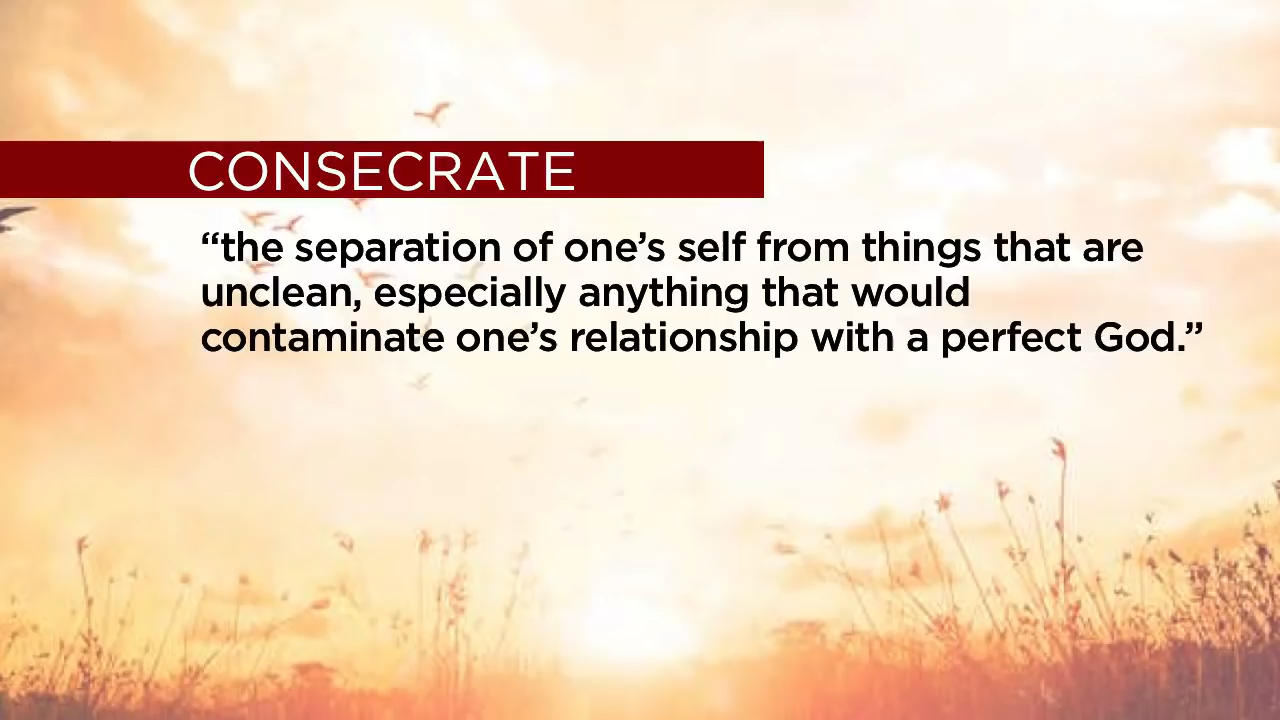 CONSECRATE
“the separation of one’s self from things that are
unclean, especially anything that would
contaminate one’s relationship with a perfect God.”